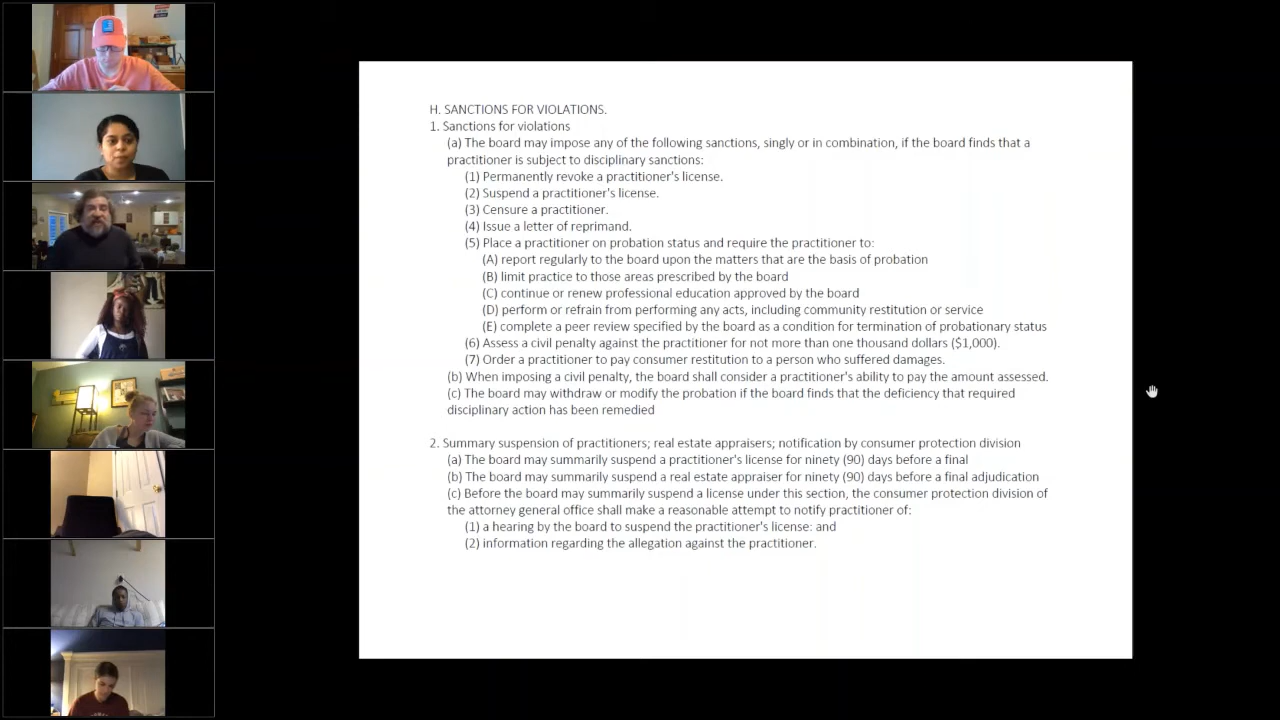 H. SANCTIONS FOR VIOLATIONS.
1. Sanctions for violations
(a) The board may impose any of the following sanctions, singly or in combination, if the board finds that a
practitioner is subject to disciplinary sanctions:
(1) Permanently revoke a practitioner's license.
(2) Suspend a practitioner's license.
(3) Censure a practitioner.
(4) Issue a letter of reprimand.
(5) Place a practitioner on probation status and require the practitioner to:
(A) report regularly to the board upon the matters that are the basis of probation
(B) limit practice to those areas prescribed by the board
(C) continue or renew professional education approved by the board
(D) perform or refrain from performing any acts, including community restitution or service
(E) complete a peer review specified by the board as a condition for termination of probationary status
(6) Assess a civil penalty against the practitioner for not more than one thousand dollars ($1,000).
(7) Order a practitioner to pay consumer restitution to a person who suffered damages.
(b) When imposing a civil penalty, the board shall consider a practitioner's ability to pay the amount assessed.
(c) The board may withdraw or modify the probation if the board finds that the deficiency that required
disciplinary action has been remedied
2. Summary suspension of practitioners; real estate appraisers; notification by consumer protection division
(a) The board may summarily suspend a practitioner's license for ninety (90) days before a final
(b) The board may summarily suspend a real estate appraiser for ninety (90) days before a final adjudication
(c) Before the board may summarily suspend a license under this section, the consumer protection division of
the attorney general office shall make a reasonable attempt to notify practitioner of:
(1) a hearing by the board to suspend the practitioner's license: and
(2) information regarding the allegation against the practitioner.